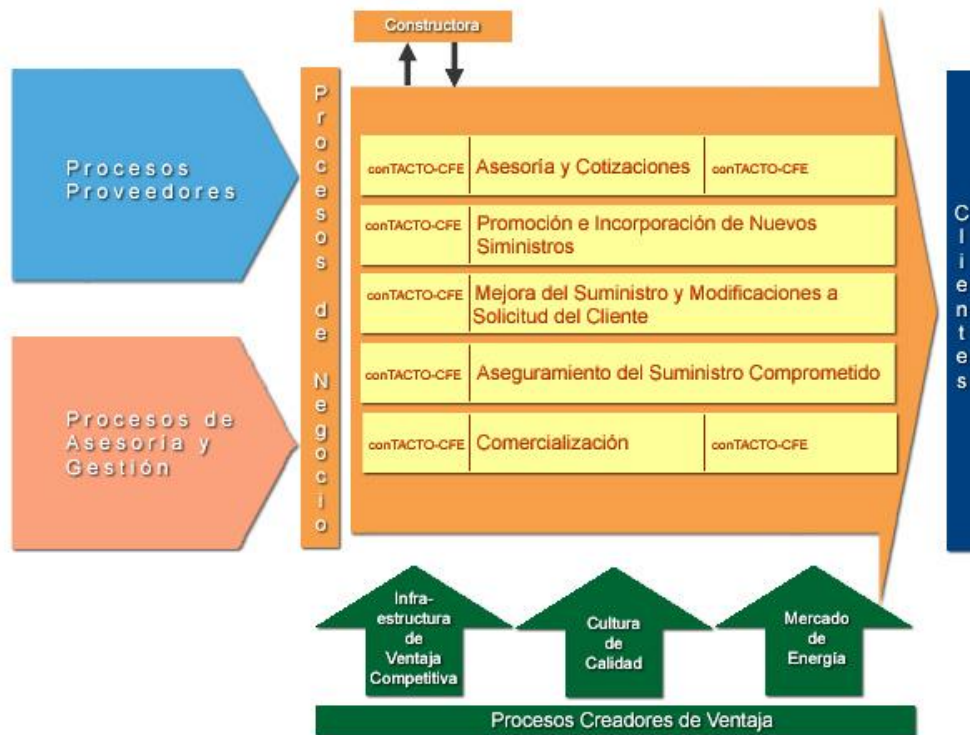 Constructora
Procesos
Proveedores
Procesos de
Asesoría y
Gestión
Procesos de Negocio
conTACTO-CFE Asesoría y Cotizaciones conTACTO-CFE
conTACTO-CFE Promoción e Incorporación de Nuevos
Siministros
conTACTO-CFE Mejora del Suministro y Modificaciones a
Solicitud del Cliente
conTACTO-CFE Aseguramiento del Suministro Comprometido
conTACTO-CFE Comercialización conTACTO-CFE
Clientes
Infra-
estructura
de
Ventaja
Competitiva
Cultura
de
Calidad
Mercado
de
Energía
Procesos Creadores de Ventaja